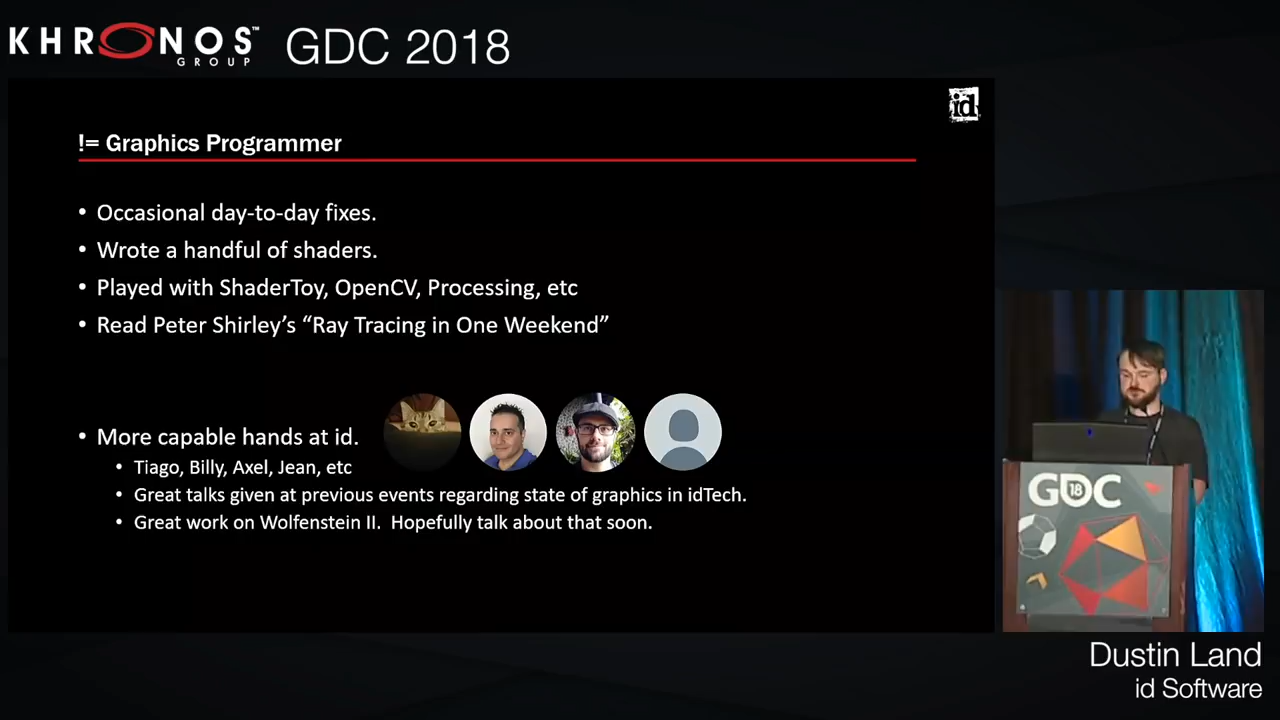 KHRONOS™
GROUP
GDC 2018
id
!= Graphics Programmer
• Occasional day-to-day fixes.
• Wrote a handful of shaders.
• Played with ShaderToy, OpenCV, Processing, etc
• Read Peter Shirley’s “Ray Tracing in One Weekend”
• More capable hands at id.
• Tiago, Billy, Axel, Jean, etc
• Great talks given at previous events regarding state of graphics in idTech.
• Great work on Wolfenstein II.  Hopefully talk about that soon.
GDC 18
Dustin Land
id Software